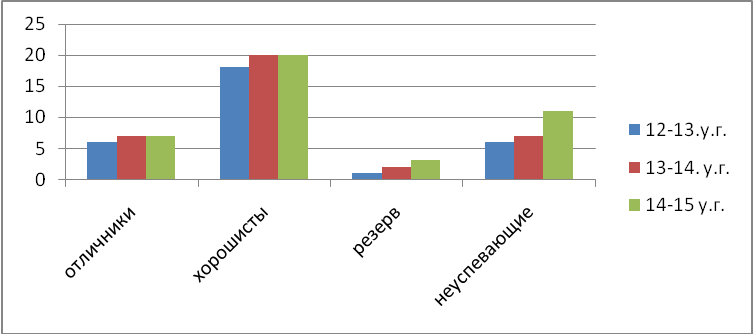 25
20
15
10
5
0
отличники
хорошисты
резерв
неуспевающие
12-13.у.г.
13-14. у.г.
14-15 у.г.